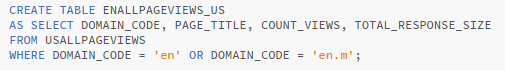 CREATE TABLE ENALLPAGEVIEWS_US
AS SELECT DOMAIN_CODE, PAGE_TITLE, COUNT_VIEWS, TOTAL_RESPONSE_SIZE
FROM USALLPAGEVIEWS
WHERE DOMAIN_CODE = 'en' OR DOMAIN_CODE = 'en.m';